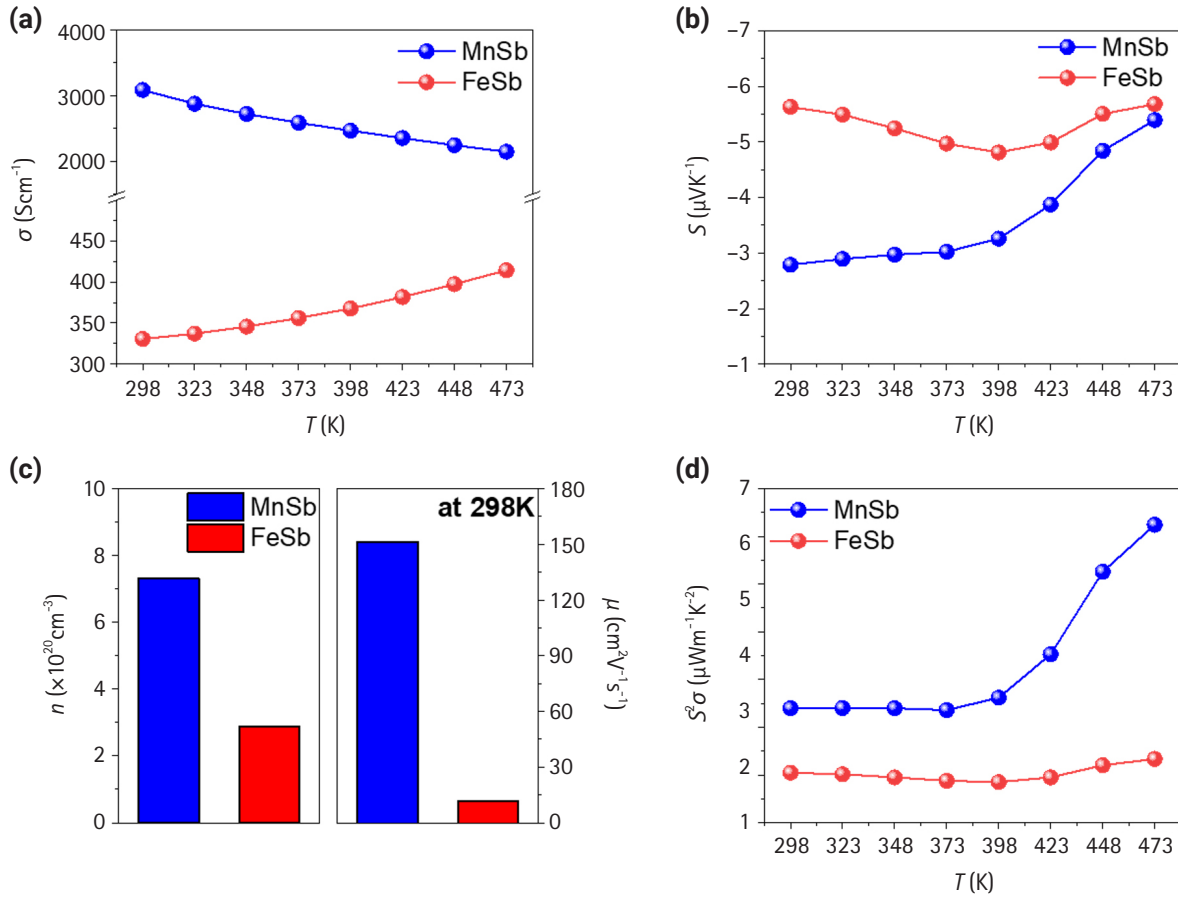 (a)
4000
3000
2000
450
400
350
300
σ (Scm⁻¹)
MnSb
FeSb
298 323 348 373 398 423 448 473
T (K)
(b)
−7
−6
−5
−4
−3
−2
−1
S (μVK⁻¹)
MnSb
FeSb
298 323 348 373 398 423 448 473
T (K)
(c)
10
8
6
4
2
0
n (×10²⁰cm⁻³)
MnSb
FeSb
at 298K
180
150
120
90
60
30
0
μ (cm²V⁻¹s⁻¹)
(d)
7
6
5
4
3
2
1
S²σ (μWm⁻¹K⁻²)
MnSb
FeSb
298 323 348 373 398 423 448 473
T (K)